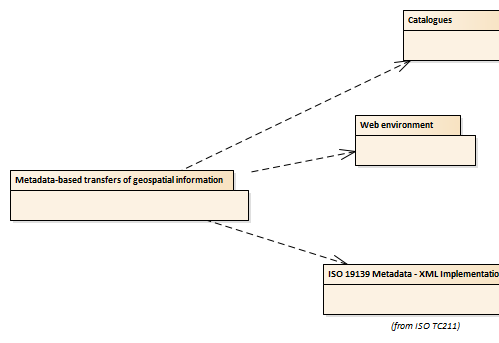 Catalogues
Web environment
Metadata-based transfers of geospatial information
ISO 19139 Metadata - XML Implementatio
(from ISO TC211)